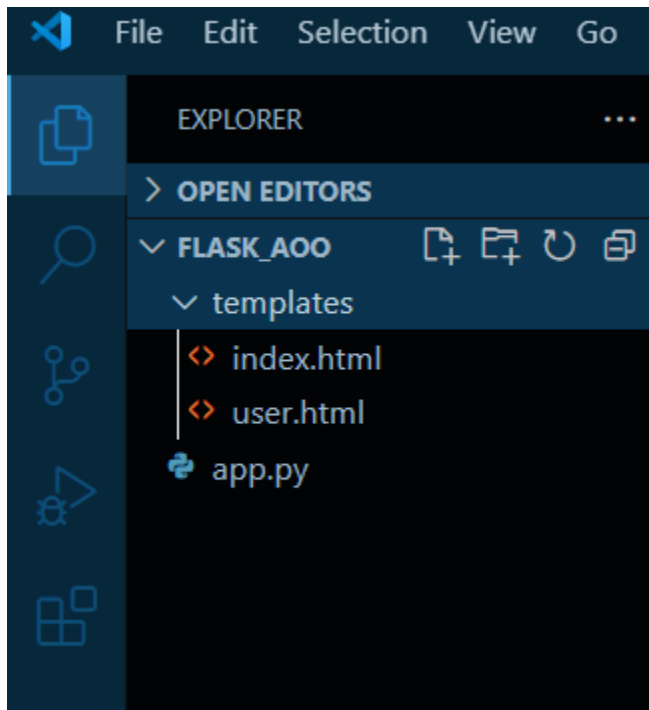 File Edit Selection View Go
EXPLORER
OPEN EDITORS
FLASK_AOO
templates
index.html
user.html
app.py